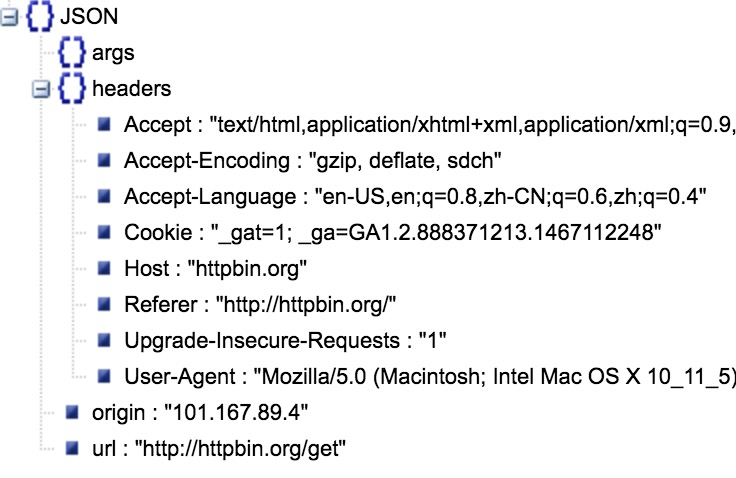 JSON
args
headers
Accept : "text/html,application/xhtml+xml,application/xml;q=0.9,
Accept-Encoding : "gzip, deflate, sdch"
Accept-Language : "en-US,en;q=0.8,zh-CN;q=0.6,zh;q=0.4"
Cookie : "_gat=1; _ga=GA1.2.888371213.1467112248"
Host : "httpbin.org"
Referer : "http://httpbin.org/"
Upgrade-Insecure-Requests : "1"
User-Agent : "Mozilla/5.0 (Macintosh; Intel Mac OS X 10_11_5)
origin : "101.167.89.4"
url : "http://httpbin.org/get"